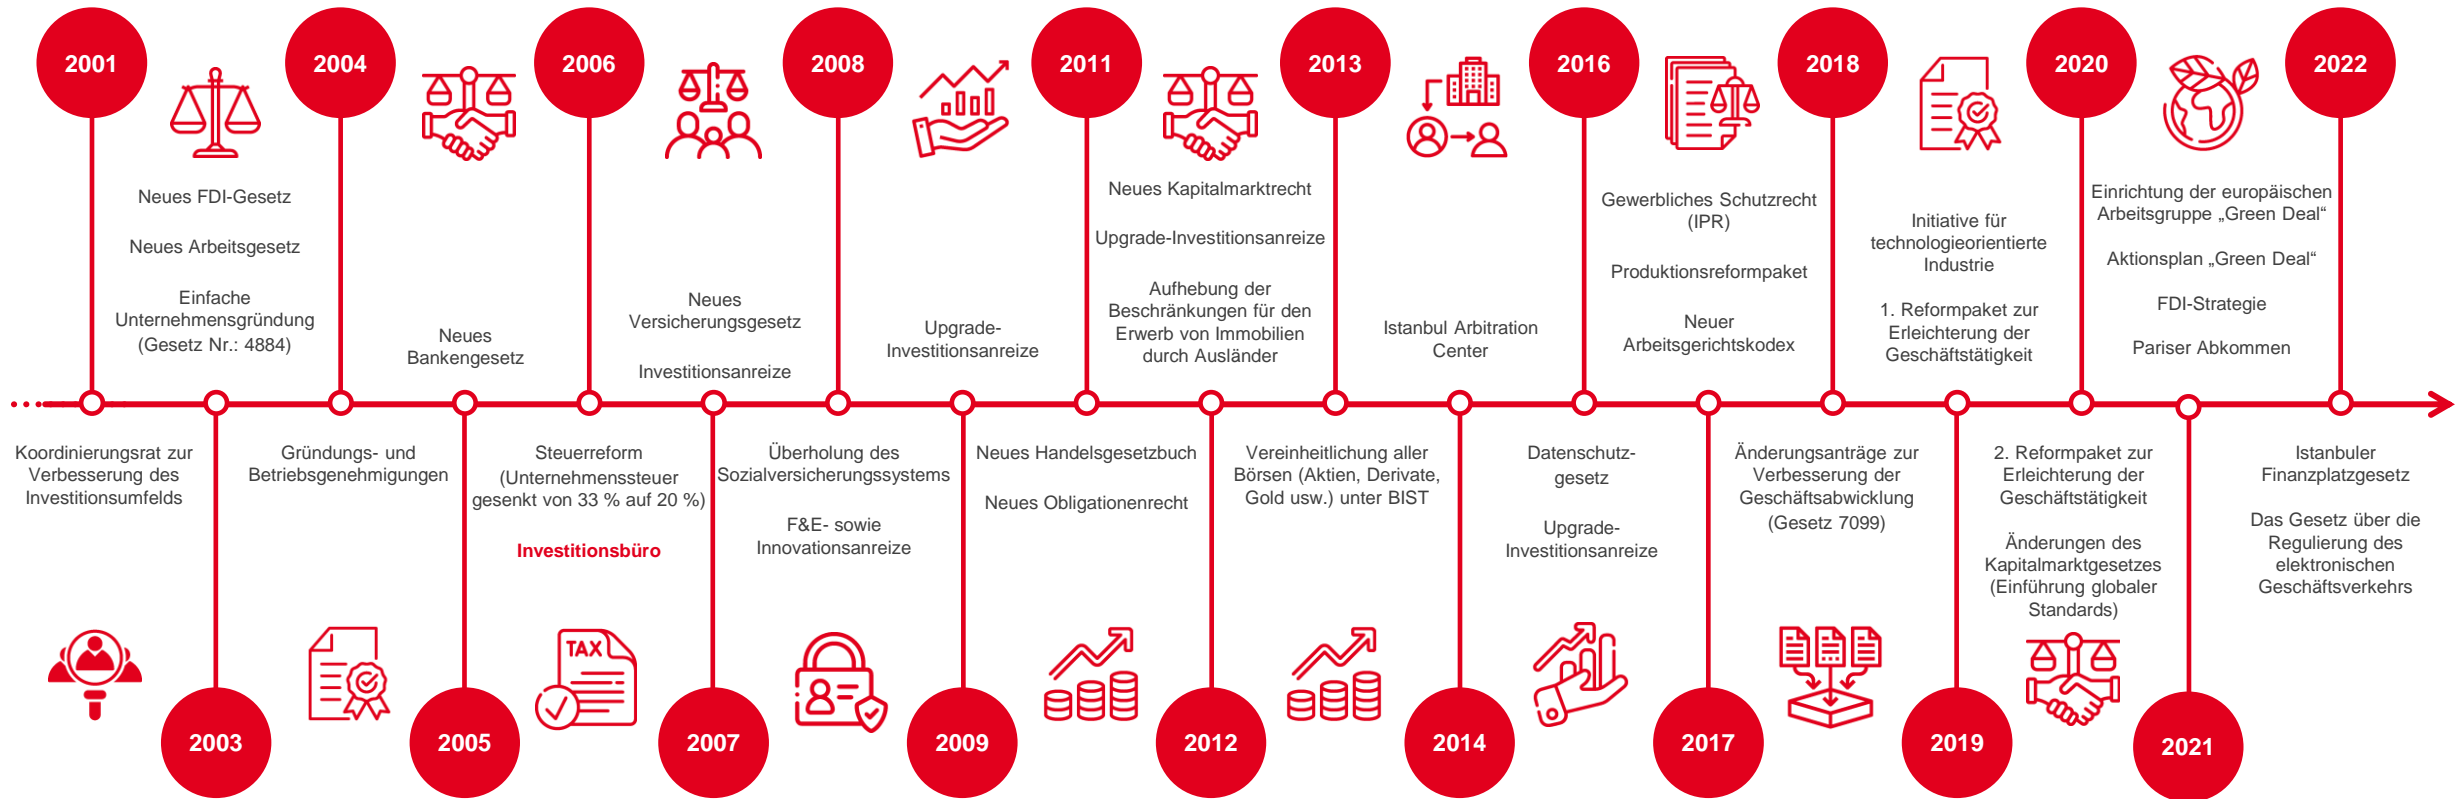 2001
Koordinierungsrat zur
Verbesserung des
Investitionsumfelds
2003
Neues FDI-Gesetz
Neues Arbeitsgesetz
Einfache
Unternehmensgründung
(Gesetz Nr.: 4884)
2004
Gründungs- und
Betriebsgenehmigungen
2005
Neues
Bankengesetz
2006
Steuerreform
(Unternehmenssteuer
gesenkt von 33 % auf 20 %)
Investitionsbüro
TAX
2007
Neues
Versicherungsgesetz
Investitionsanreize
2008
Überholung des
Sozialversicherungssystems
F&E- sowie
Innovationsanreize
2009
Upgrade-
Investitionsanreize
2011
Neues Handelsgesetzbuch
Neues Obligationenrecht
2012
Neues Kapitalmarktrecht
Upgrade-Investitionsanreize
Aufhebung der
Beschränkungen für den
Erwerb von Immobilien
durch Ausländer
2013
Vereinheitlichung aller
Börsen (Aktien, Derivate,
Gold usw.) unter BIST
2014
Istanbul Arbitration
Center
2016
Datenschutz-
gesetz
Upgrade-
Investitionsanreize
2017
Gewerbliches Schutzrecht
(IPR)
Produktionsreformpaket
Neuer
Arbeitsgerichtskodex
2018
Änderungsanträge zur
Verbesserung der
Geschäftsabwicklung
(Gesetz 7099)
2019
Initiative für
technologieorientierte
Industrie
1. Reformpaket zur
Erleichterung der
Geschäftstätigkeit
2020
2. Reformpaket zur
Erleichterung der
Geschäftstätigkeit
Änderungen des
Kapitalmarktgesetzes
(Einführung globaler
Standards)
2021
Einrichtung der europäischen
Arbeitsgruppe „Green Deal“
Aktionsplan „Green Deal“
FDI-Strategie
Pariser Abkommen
2022
Istanbuler
Finanzplatzgesetz
Das Gesetz über die
Regulierung des
elektronischen
Geschäftsverkehrs